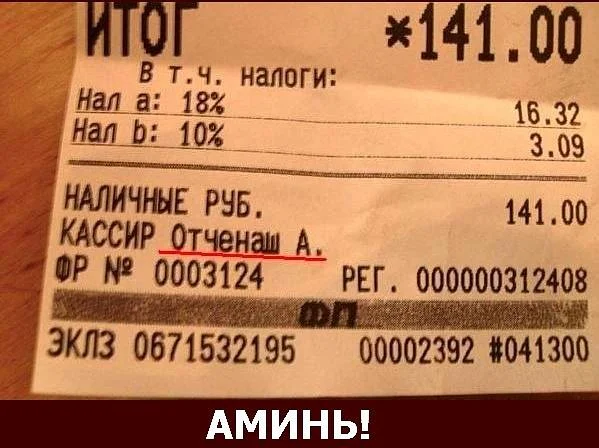 ИТОГ *141.00
В т.ч. налоги:
Нал а: 18% 16.32
Нал b: 10% 3.09
НАЛИЧНЫЕ РУБ. 141.00
КАССИР Отченаш А.
ФР № 0003124 РЕГ. 000000312408
ФП
ЭКЛЗ 0671532195 00002392 #041300
АМИНЬ!